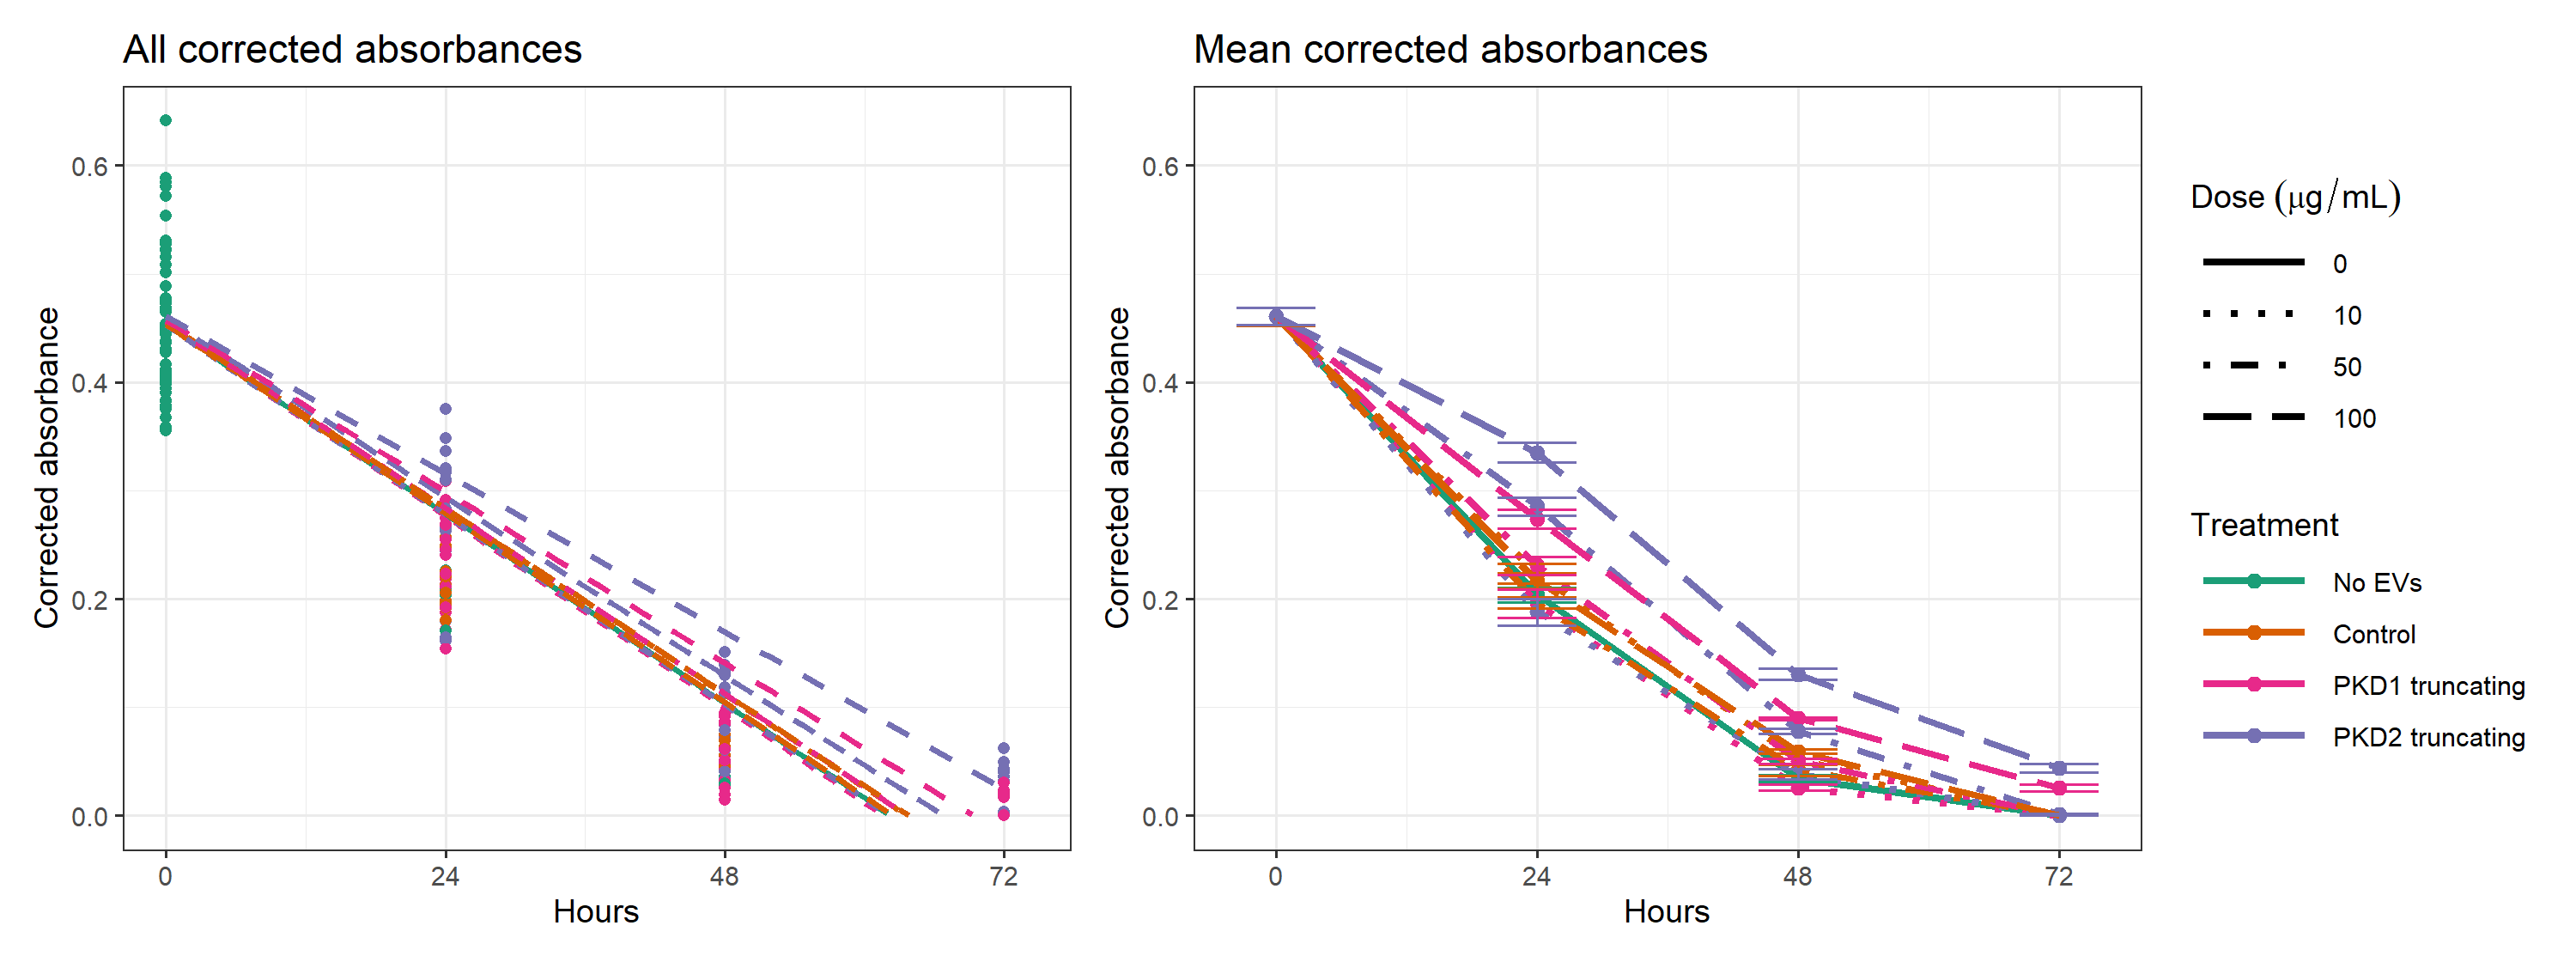 All corrected absorbances
Corrected absorbance
0.6
0.4
0.2
0.0
0 24 48 72
Hours
Mean corrected absorbances
Corrected absorbance
0.6
0.4
0.2
0.0
0 24 48 72
Hours
Dose (μg/mL)
0
10
50
100
Treatment
No EVs
Control
PKD1 truncating
PKD2 truncating